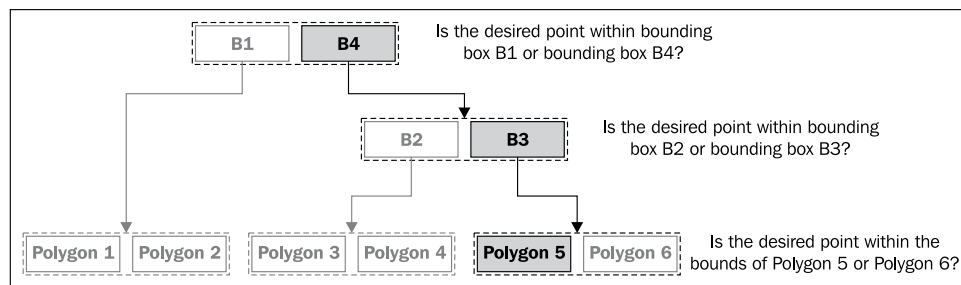 B1
B4
Is the desired point within bounding
box B1 or bounding box B4?
B2
B3
Is the desired point within bounding
box B2 or bounding box B3?
Polygon 1
Polygon 2
Polygon 3
Polygon 4
Polygon 5
Polygon 6
Is the desired point within the
bounds of Polygon 5 or Polygon 6?